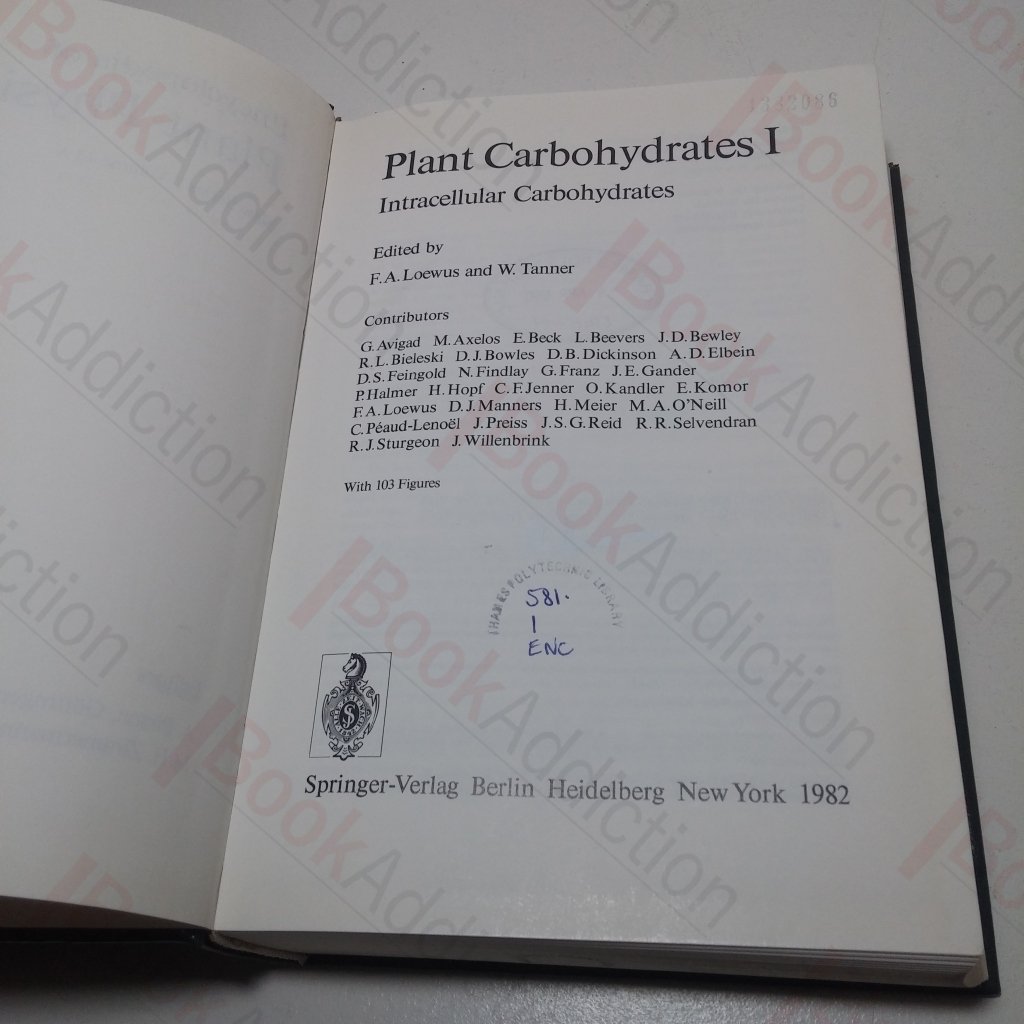 Plant Carbohydrates I
Intracellular Carbohydrates
Edited by
F. A. Loewus and W. Tanner
Contributors
G. Avigad M. Axelos E. Beck L. Beevers J. D. Bewley
R. L. Bieleski D. J. Bowles D. B. Dickinson A. D. Elbein
D. S. Feingold N. Findlay G. Franz J. E. Gander
P. Halmer H. Hopf C. F. Jenner O. Kandler E. Komor
F. A. Loewus D. J. Manners H. Meier M. A. O'Neill
C. Péaud-Lenoël J. Preiss J. S. G. Reid R. R. Selvendran
R. J. Sturgeon J. Willenbrink
With 103 Figures
THAMES POLYTECHNIC LIBRARY
581.
1
ENC
Springer-Verlag Berlin Heidelberg New York 1982
BookAddiction